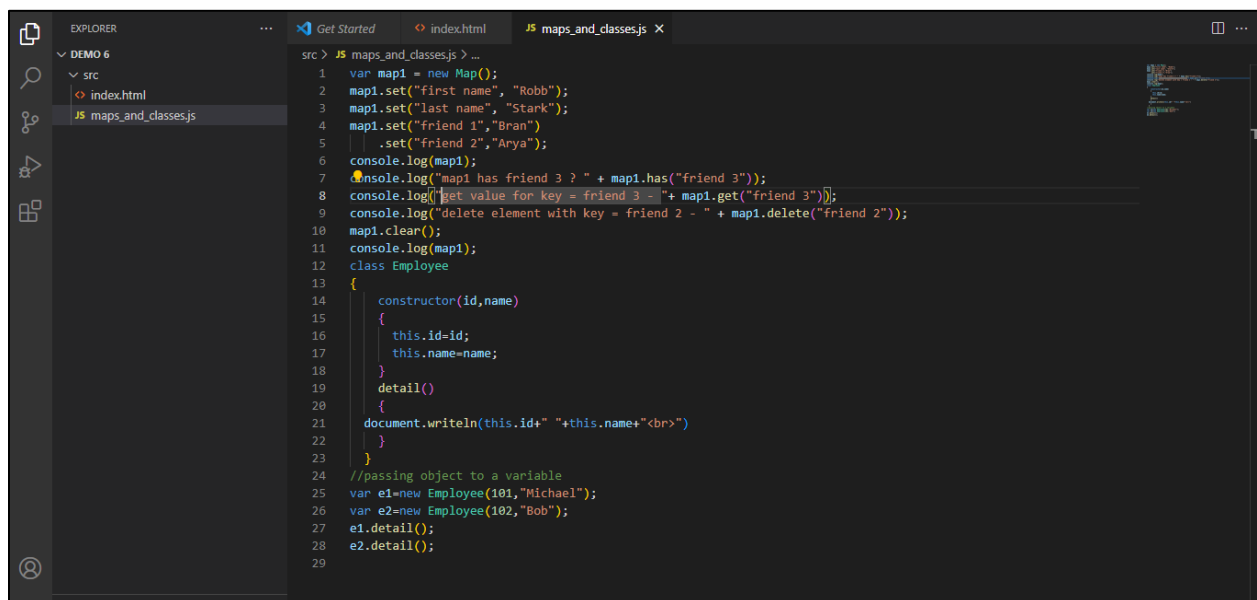 EXPLORER
Get Started
index.html
JS maps_and_classes.js
DEMO 6
src
index.html
JS maps_and_classes.js
src > JS maps_and_classes.js > ...
1 var map1 = new Map();
2 map1.set("first name", "Robb");
3 map1.set("last name", "Stark");
4 map1.set("friend 1","Bran")
5 .set("friend 2","Arya");
6 console.log(map1);
7 console.log("map1 has friend 3 ? " + map1.has("friend 3"));
8 console.log("get value for key = friend 3 - "+ map1.get("friend 3"));
9 console.log("delete element with key = friend 2 - " + map1.delete("friend 2"));
10 map1.clear();
11 console.log(map1);
12 class Employee
13 {
14 constructor(id,name)
15 {
16 this.id=id;
17 this.name=name;
18 }
19 detail()
20 {
21 document.writeln(this.id+" "+this.name+"<br>")
22 }
23 }
24 //passing object to a variable
25 var e1=new Employee(101,"Michael");
26 var e2=new Employee(102,"Bob");
27 e1.detail();
28 e2.detail();
29